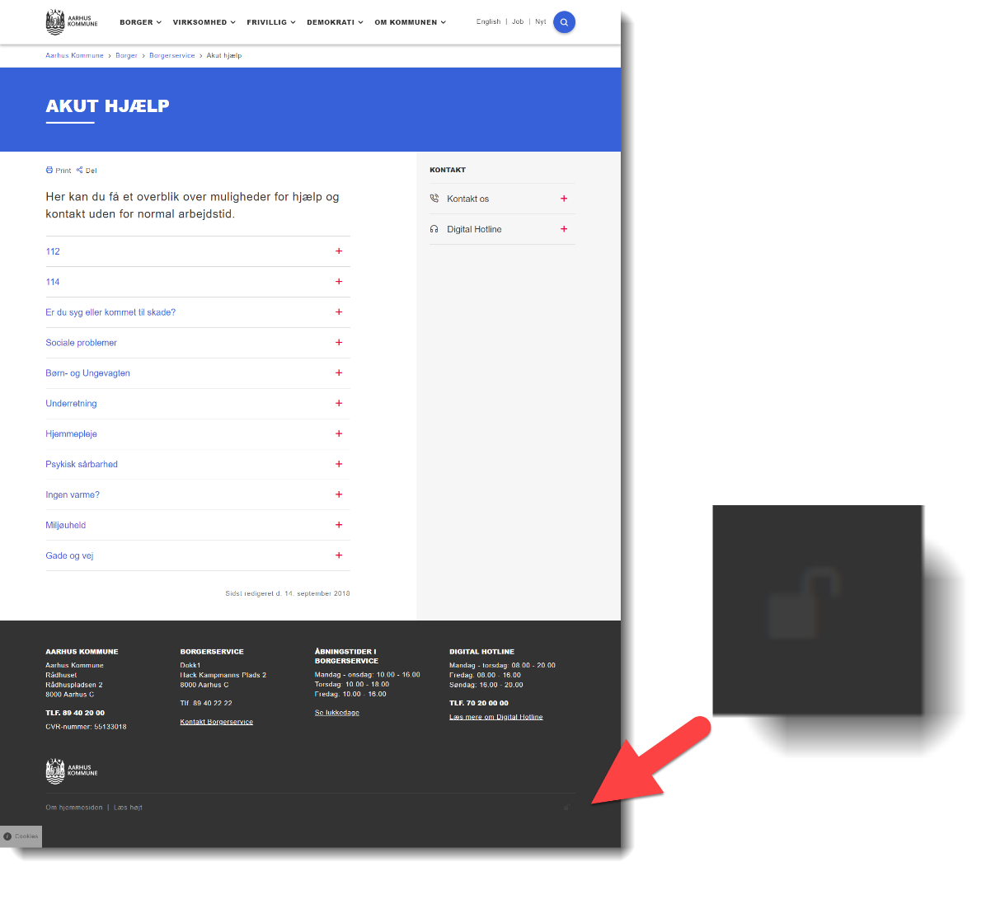 AARHUS
KOMMUNE
BORGER
VIRKSOMHED
FRIVILLIG
DEMOKRATI
OM KOMMUNEN
English | Job | Nyt
Aarhus Kommune > Borger > Borgerservice > Akut hjælp
AKUT HJÆLP
Print
Del
Her kan du få et overblik over muligheder for hjælp og
kontakt uden for normal arbejdstid.
112
114
Er du syg eller kommet til skade?
Sociale problemer
Børn- og Ungevagten
Underretning
Hjemmepleje
Psykisk sårbarhed
Ingen varme?
Miljøuheld
Gade og vej
Sidst redigeret d. 14. september 2018
KONTAKT
Kontakt os
Digital Hotline
AARHUS KOMMUNE
Aarhus Kommune
Rådhuset
Rådhuspladsen 2
8000 Aarhus C
TLF. 89 40 20 00
CVR-nummer: 55133018
BORGERSERVICE
Dokk1
Hack Kampmanns Plads 2
8000 Aarhus C
Tlf. 89 40 22 22
Kontakt Borgerservice
ÅBNINGSTIDER I
BORGERSERVICE
Mandag - onsdag: 10.00 - 16.00
Torsdag: 10.00 - 18.00
Fredag: 10.00 - 16.00
Se lukkedage
DIGITAL HOTLINE
Mandag - torsdag: 08.00 - 20.00
Fredag: 08.00 - 16.00
Søndag: 16.00 - 20.00
TLF. 70 20 00 00
Læs mere om Digital Hotline
AARHUS
KOMMUNE
Om hjemmesiden | Læs højt
Cookies